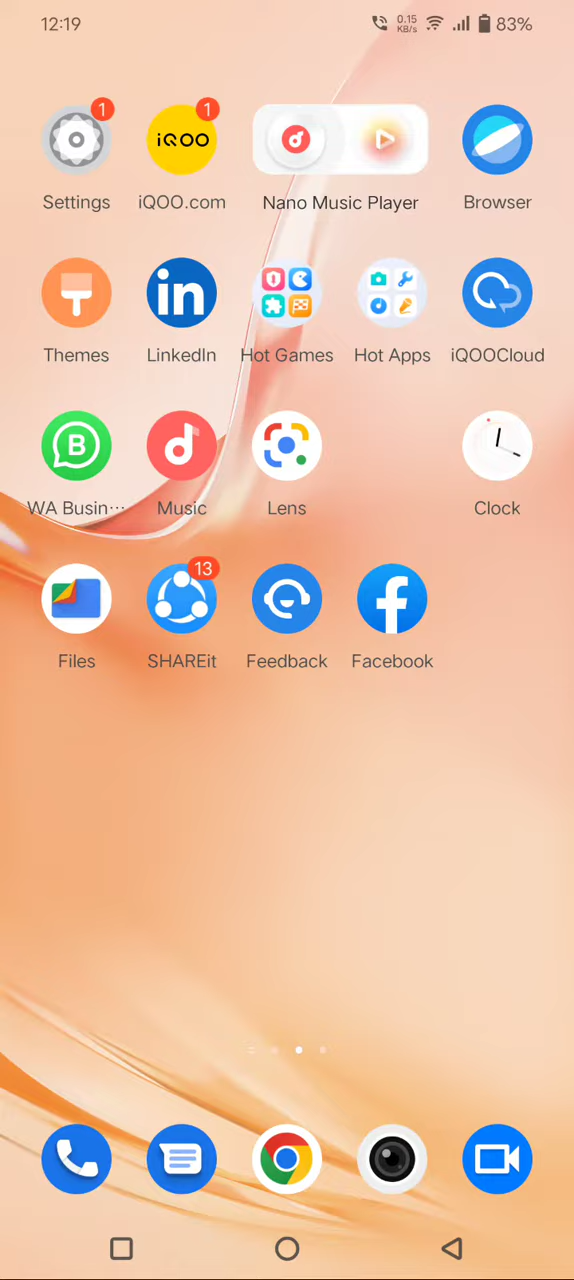 12:19 0.15 KB/s 83%
1 1
iQOO
Settings iQOO.com Nano Music Player Browser
in
Themes LinkedIn Hot Games Hot Apps iQOOCloud
B
WA Busin··· Music Lens Clock
13
f
Files SHAREit Feedback Facebook